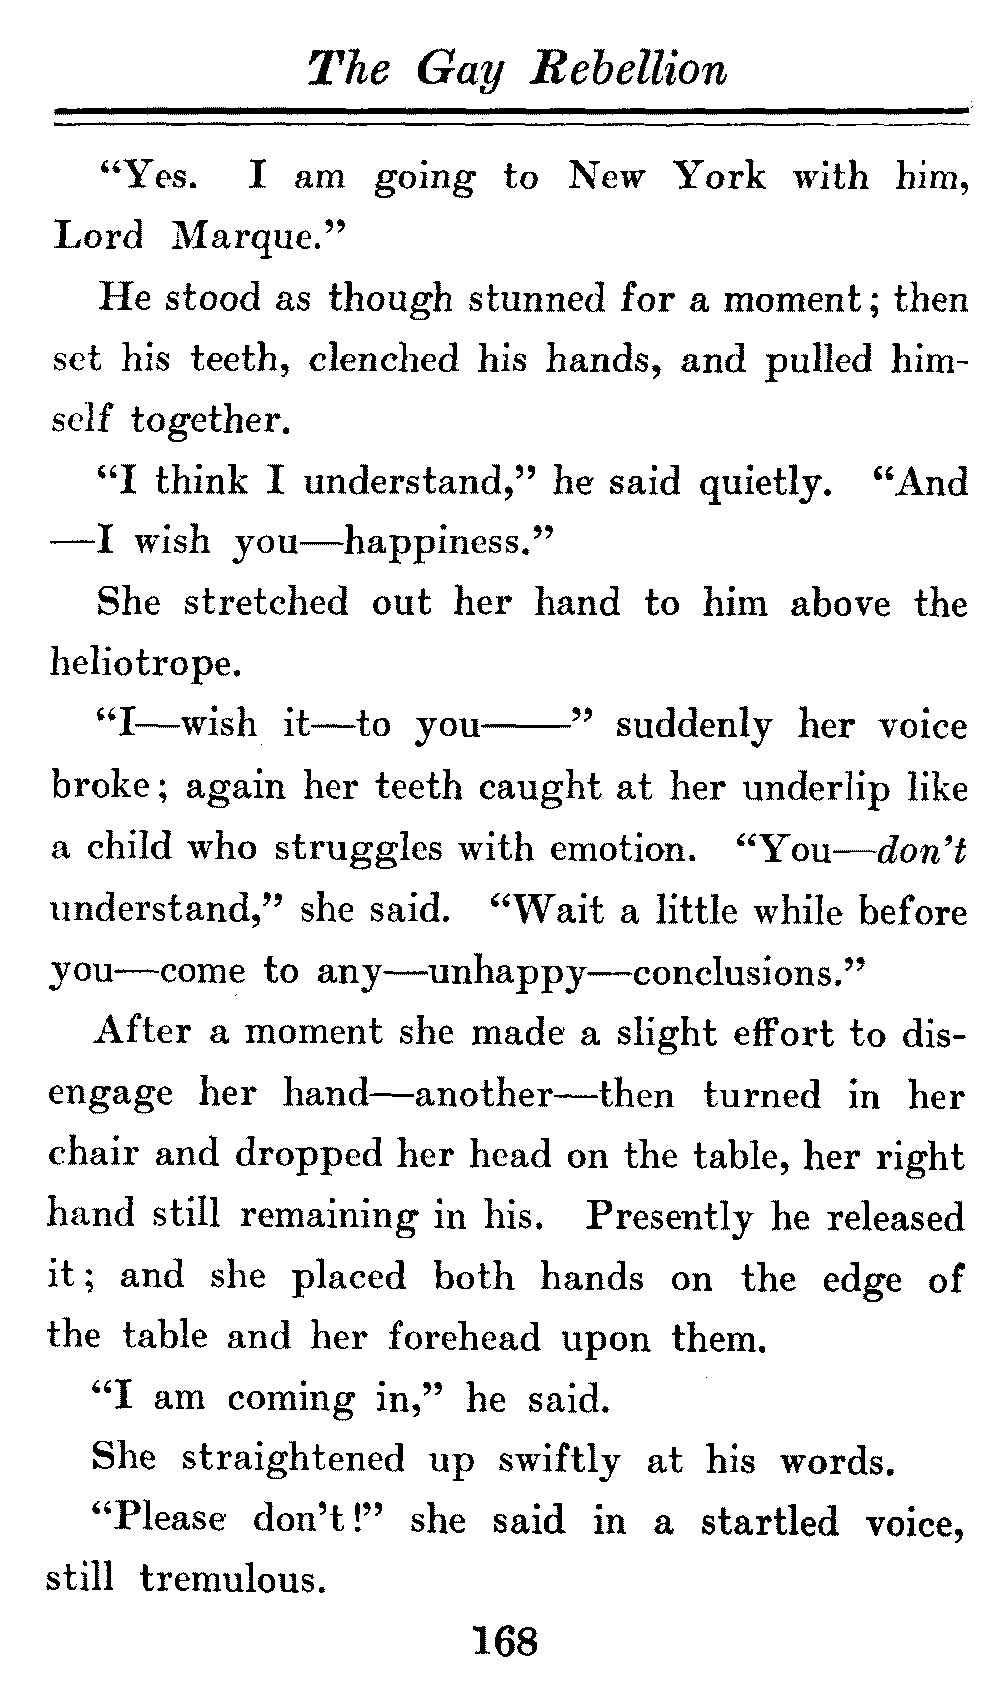 The Gay Rebellion
“Yes. I am going to New York with him,
Lord Marque.”
He stood as though stunned for a moment; then
set his teeth, clenched his hands, and pulled him-
self together.
“I think I understand,” he said quietly. “And
—I wish you—happiness.”
She stretched out her hand to him above the
heliotrope.
“I—wish it—to you——” suddenly her voice
broke; again her teeth caught at her underlip like
a child who struggles with emotion. “You—don’t
understand,” she said. “Wait a little while before
you—come to any—unhappy—conclusions.”
After a moment she made a slight effort to dis-
engage her hand—another—then turned in her
chair and dropped her head on the table, her right
hand still remaining in his. Presently he released
it; and she placed both hands on the edge of
the table and her forehead upon them.
“I am coming in,” he said.
She straightened up swiftly at his words.
“Please don’t!” she said in a startled voice,
still tremulous.
168